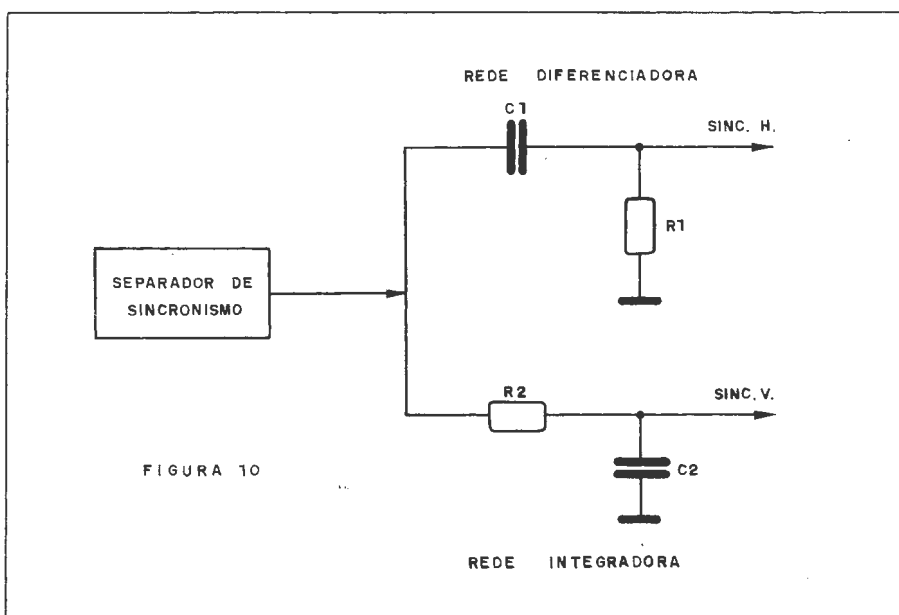 REDE DIFERENCIADORA
C1
SINC. H.
R1
SEPARADOR DE
SINCRONISMO
R2
SINC. V.
C2
FIGURA 10
REDE INTEGRADORA